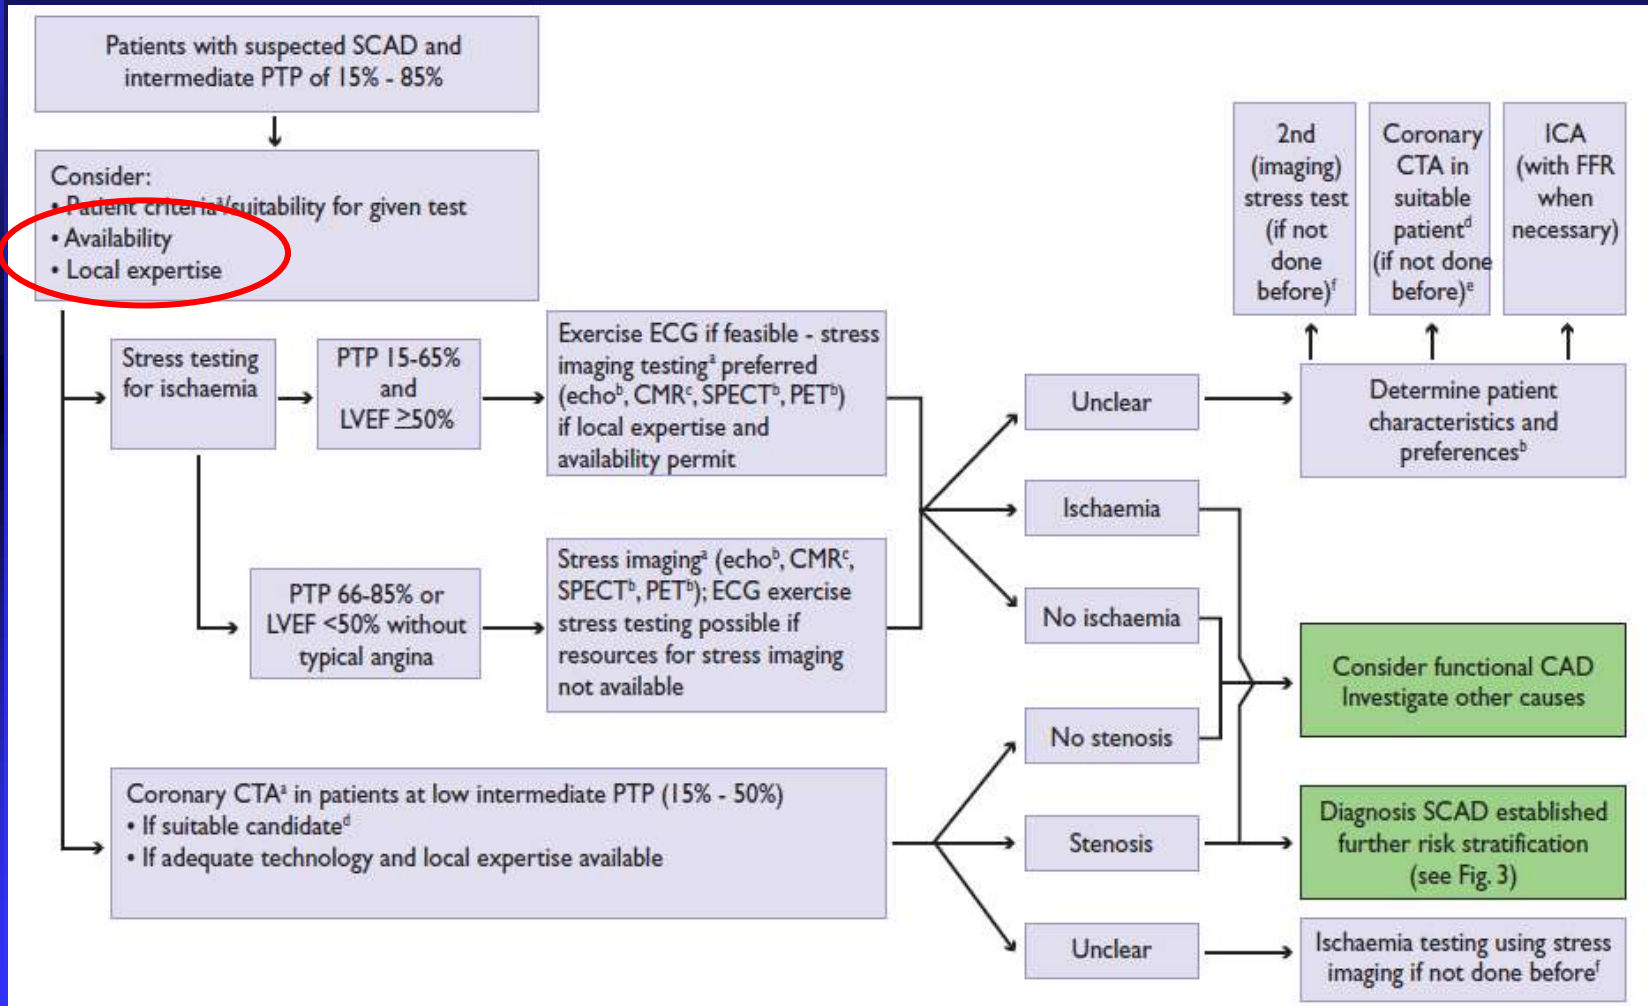 Patients with suspected SCAD and
intermediate PTP of 15% - 85%
Consider:
• Patient criteriaᵃ/suitability for given test
• Availability
• Local expertise
Stress testing
for ischaemia
PTP 15-65%
and
LVEF ≥50%
Exercise ECG if feasible - stress
imaging testingᵃ preferred
(echoᵇ, CMRᶜ, SPECTᵇ, PETᵇ)
if local expertise and
availability permit
PTP 66-85% or
LVEF <50% without
typical angina
Stress imagingᵃ (echoᵇ, CMRᶜ,
SPECTᵇ, PETᵇ); ECG exercise
stress testing possible if
resources for stress imaging
not available
Coronary CTAᵃ in patients at low intermediate PTP (15% - 50%)
• If suitable candidateᵈ
• If adequate technology and local expertise available
Unclear
Ischaemia
No ischaemia
No stenosis
Stenosis
Unclear
2nd
(imaging)
stress test
(if not
done
before)ᶠ
Coronary
CTA in
suitable
patientᵈ
(if not done
before)ᵉ
ICA
(with FFR
when
necessary)
Determine patient
characteristics and
preferencesᵇ
Consider functional CAD
Investigate other causes
Diagnosis SCAD established
further risk stratification
(see Fig. 3)
Ischaemia testing using stress
imaging if not done beforeᶠ